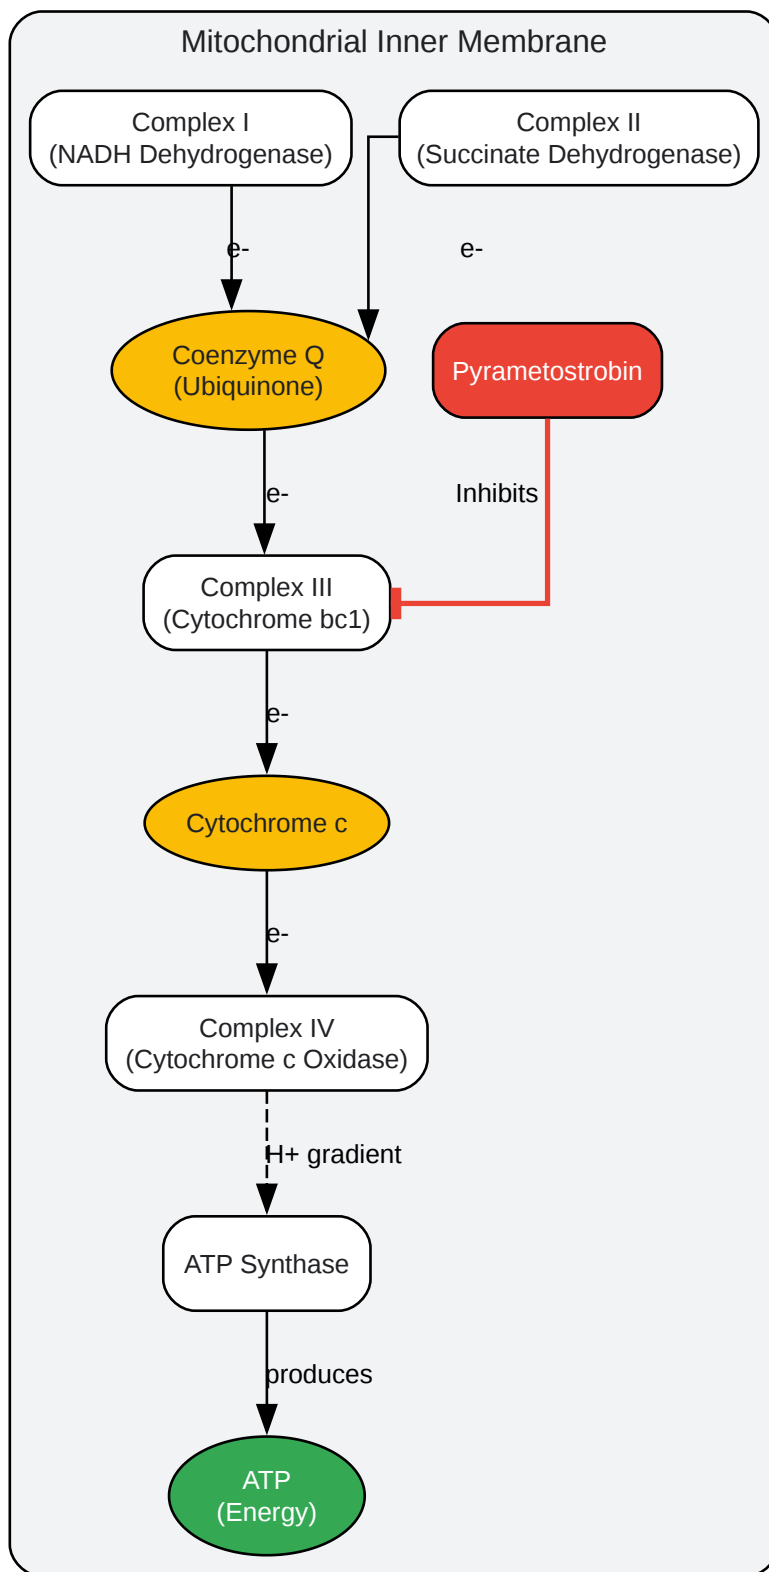 Mitochondrial Inner Membrane
Complex I
(NADH Dehydrogenase)
Complex II
(Succinate Dehydrogenase)
e-
e-
Coenzyme Q
(Ubiquinone)
Pyrametostrobin
e-
Inhibits
Complex III
(Cytochrome bc1)
e-
Cytochrome c
e-
Complex IV
(Cytochrome c Oxidase)
H+ gradient
ATP Synthase
produces
ATP
(Energy)